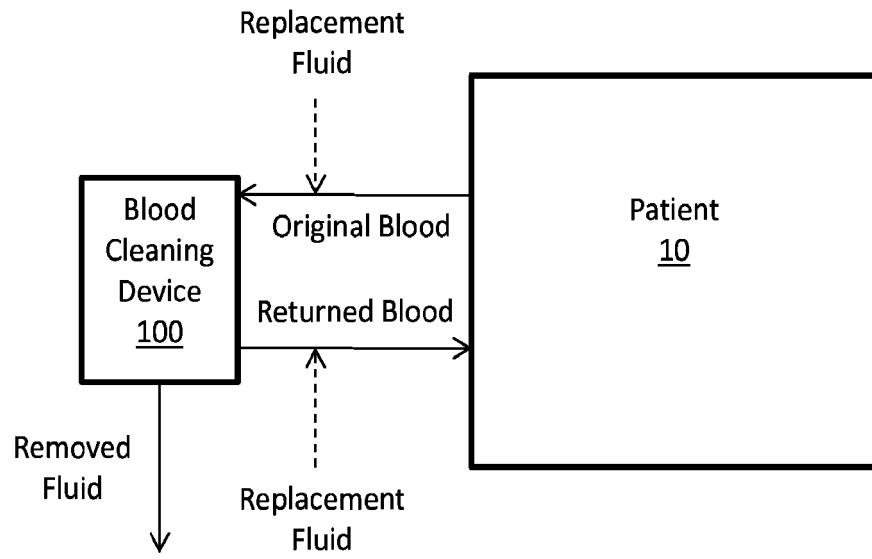 Replacement
Fluid
Blood
Cleaning
Device
100
Original Blood
Returned Blood
Patient
10
Removed
Fluid
Replacement
Fluid